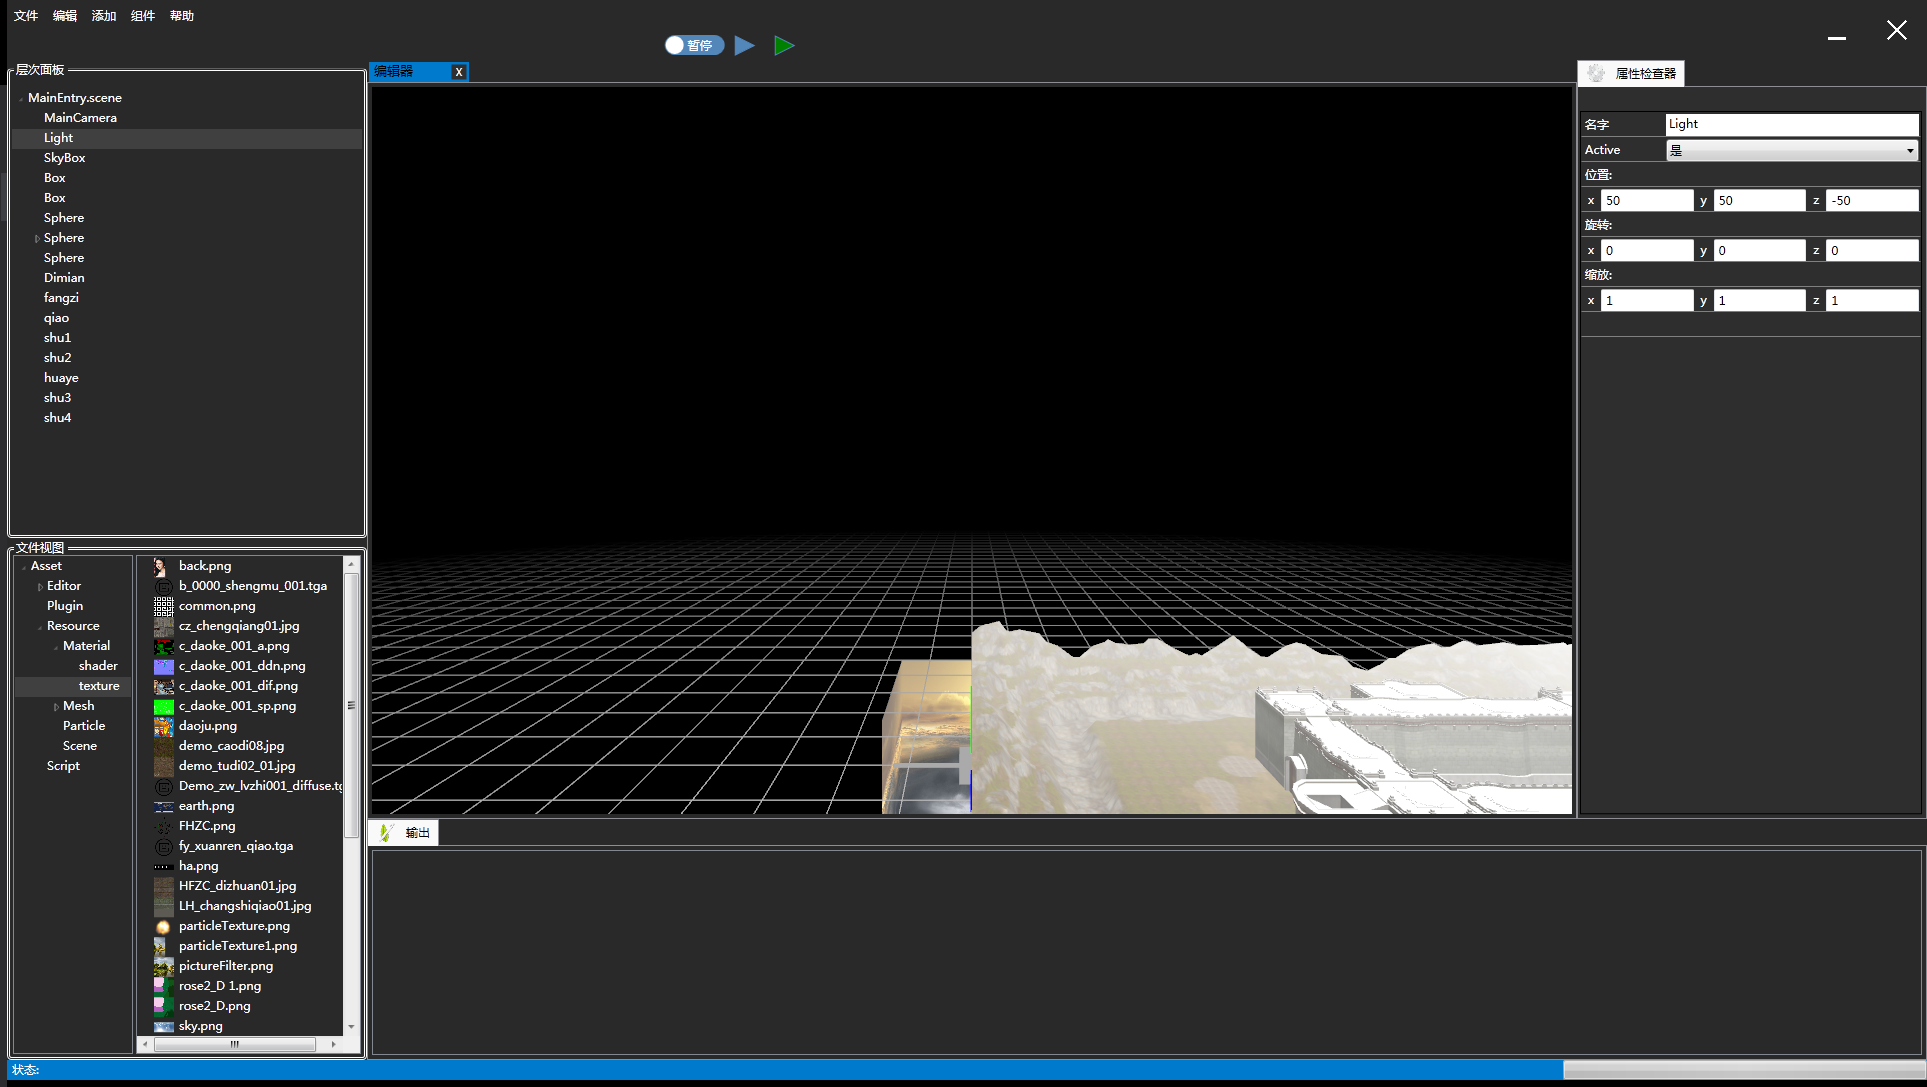 文件 编辑 添加 组件 帮助
暂停
层次面板
MainEntry.scene
MainCamera
Light
SkyBox
Box
Box
Sphere
Sphere
Sphere
Dimian
fangzi
qiao
shu1
shu2
huaye
shu3
shu4
文件视图
Asset
Editor
Plugin
Resource
Material
shader
texture
Mesh
Particle
Scene
Script
back.png
b_0000_shengmu_001.tga
common.png
cz_chengqiang01.jpg
c_daoke_001_a.png
c_daoke_001_ddn.png
c_daoke_001_dif.png
c_daoke_001_sp.png
daoju.png
demo_caodi08.jpg
demo_tudi02_01.jpg
Demo_zw_lvzhi001_diffuse.tg
earth.png
FHZC.png
fy_xuanren_qiao.tga
ha.png
HFZC_dizhuan01.jpg
LH_changshiqiao01.jpg
particleTexture.png
particleTexture1.png
pictureFilter.png
rose2_D 1.png
rose2_D.png
sky.png
编辑器 X
输出
属性检查器
名字 Light
Active 是
位置:
x 50 y 50 z -50
旋转:
x 0 y 0 z 0
缩放:
x 1 y 1 z 1
状态: